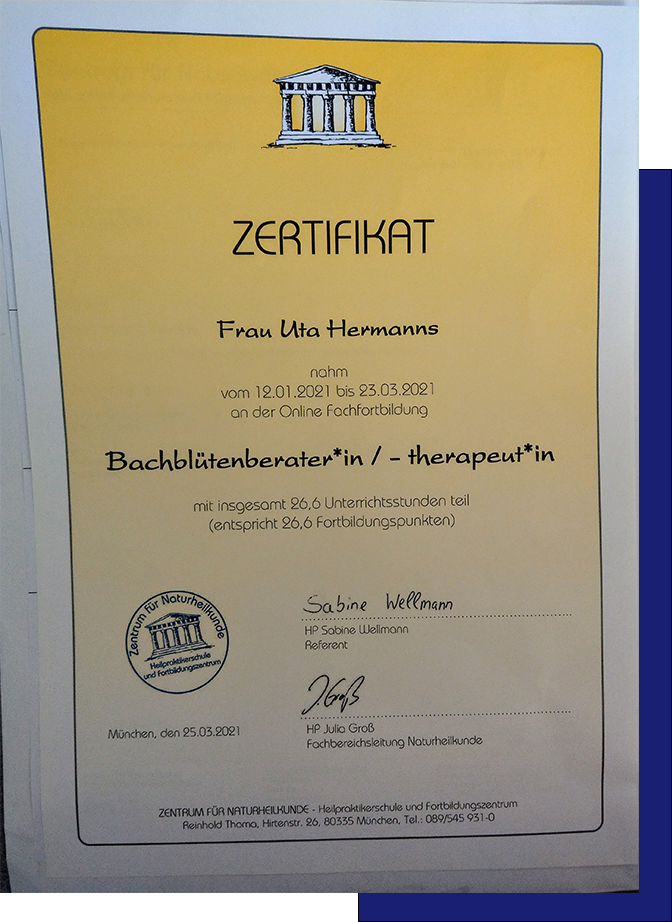 ZERTIFIKAT
Frau Uta Hermanns
nahm
vom 12.01.2021 bis 23.03.2021
an der Online Fachfortbildung
Bachblütenberater*in / - therapeut*in
mit insgesamt 26,6 Unterrichtsstunden teil
(entspricht 26,6 Fortbildungspunkten)
Zentrum für Naturheilkunde
Heilpraktikerschule
und Fortbildungszentrum
Sabine Wellmann
HP Sabine Wellmann
Referent
J. Groß
HP Julia Groß
Fachbereichsleitung Naturheilkunde
München, den 25.03.2021
ZENTRUM FÜR NATURHEILKUNDE - Heilpraktikerschule und Fortbildungszentrum
Reinhold Thoma, Hirtenstr. 26, 80335 München, Tel.: 089/545 931-0